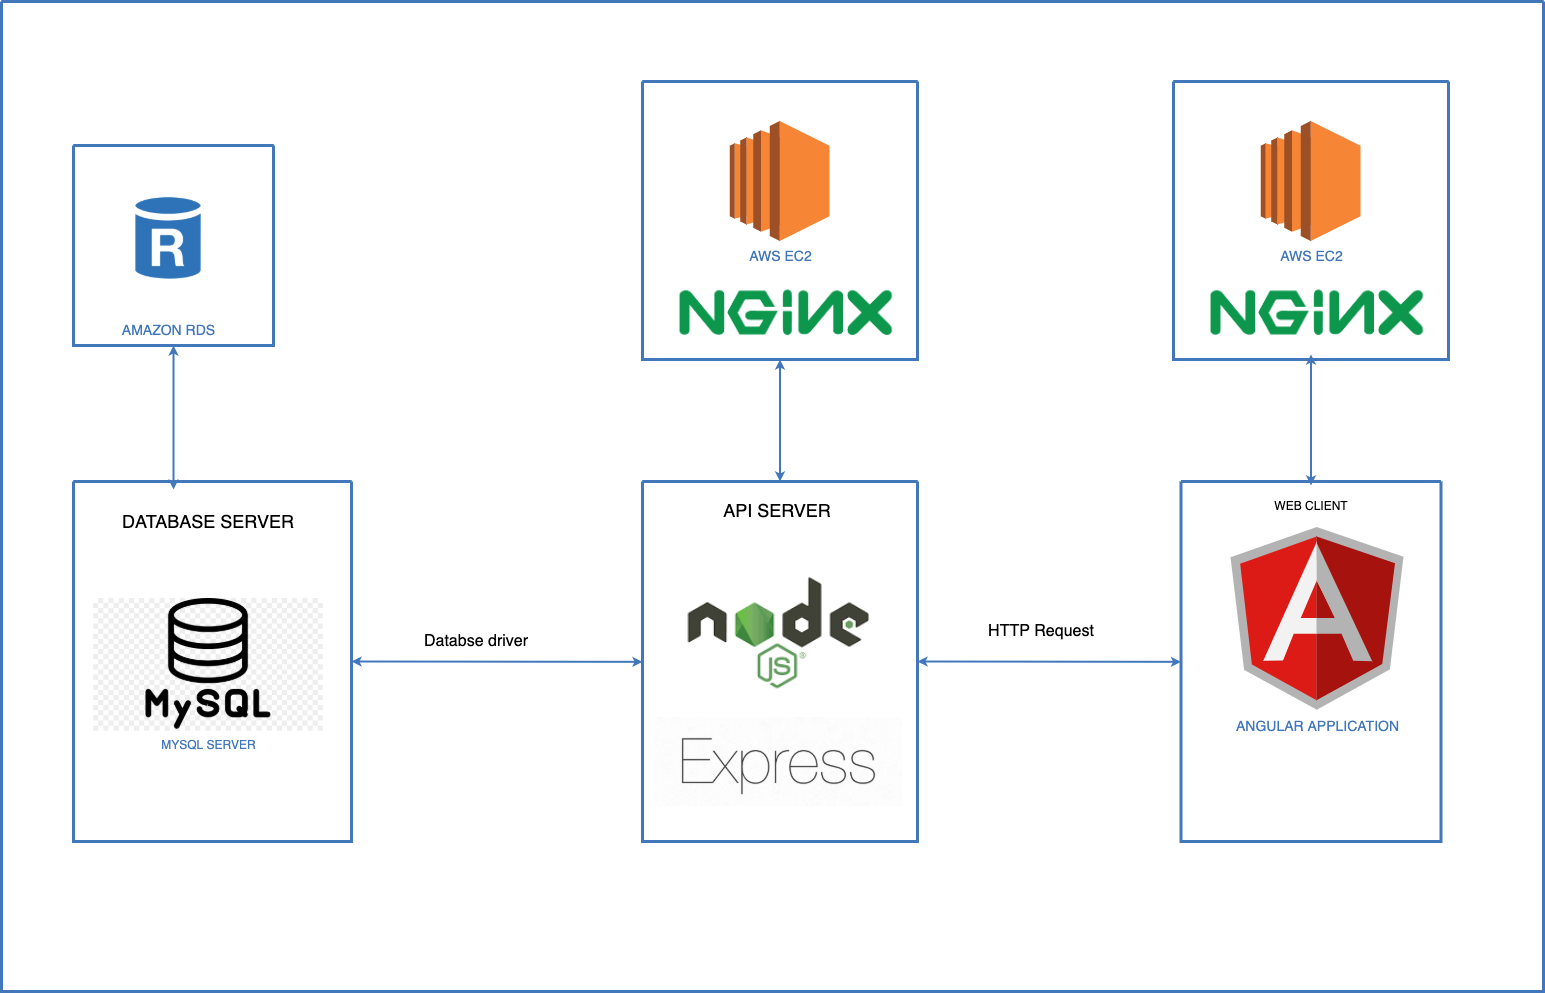 R
AMAZON RDS
AWS EC2
NGiNX
AWS EC2
NGiNX
DATABASE SERVER
MySQL
MYSQL SERVER
Databse driver
API SERVER
node
JS®
Express
HTTP Request
WEB CLIENT
A
ANGULAR APPLICATION